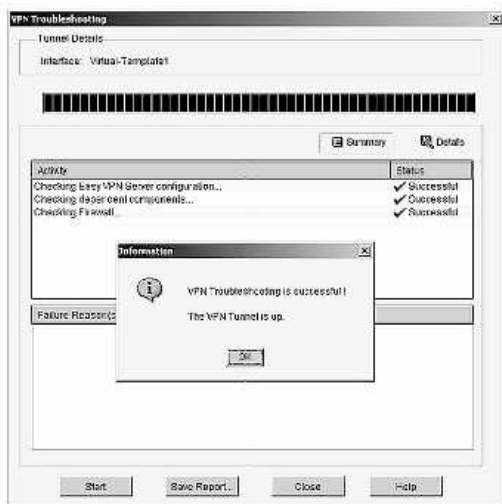 VPN Troubleshooting
Tunnel Details
Interface: Virtual-Template1
Summary
Details
Activity
Status
Checking Easy VPN Server configuration...
Successful
Checking dependent components...
Successful
Checking Firewall...
Successful
Information
VPN Troubleshooting is successful!
The VPN Tunnel is up.
OK
Failure Reason(s
Start
Save Report...
Close
Help